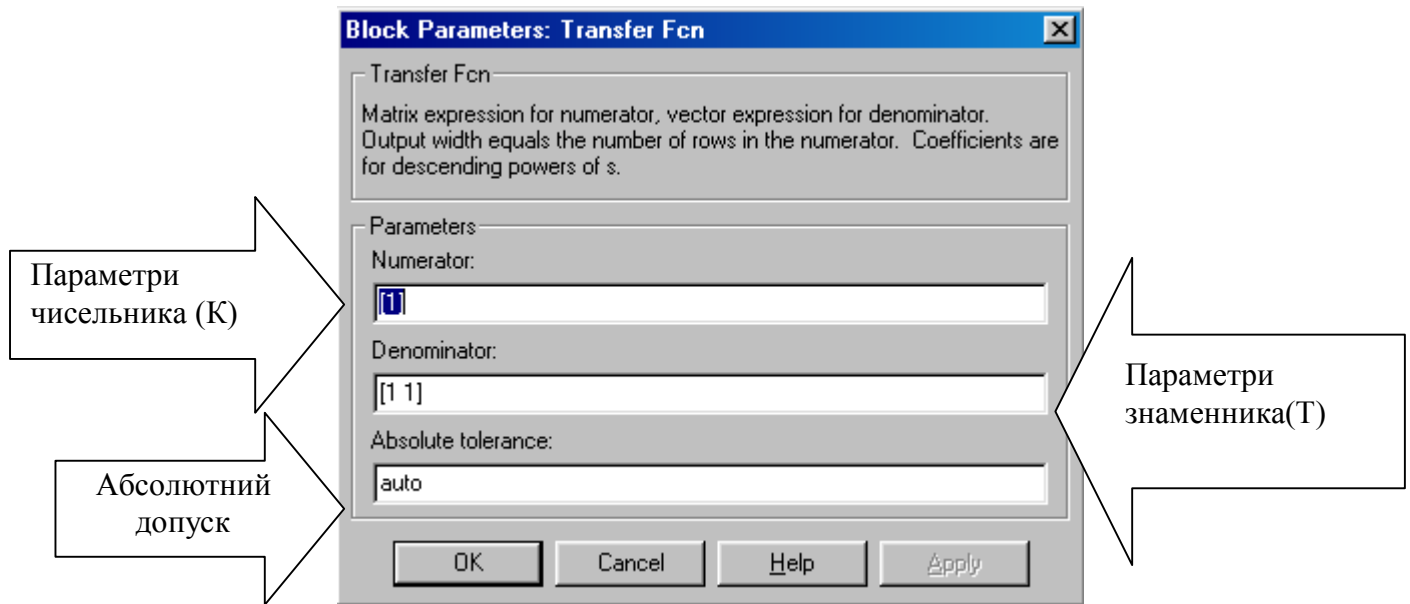 Block Parameters: Transfer Fcn
Transfer Fcn
Matrix expression for numerator, vector expression for denominator.
Output width equals the number of rows in the numerator. Coefficients are
for descending powers of s.
Parameters
Numerator:
[1]
Denominator:
[1 1]
Absolute tolerance:
auto
OK
Cancel
Help
Apply
Параметри
чисельника (К)
Абсолютний
допуск
Параметри
знаменника(Т)